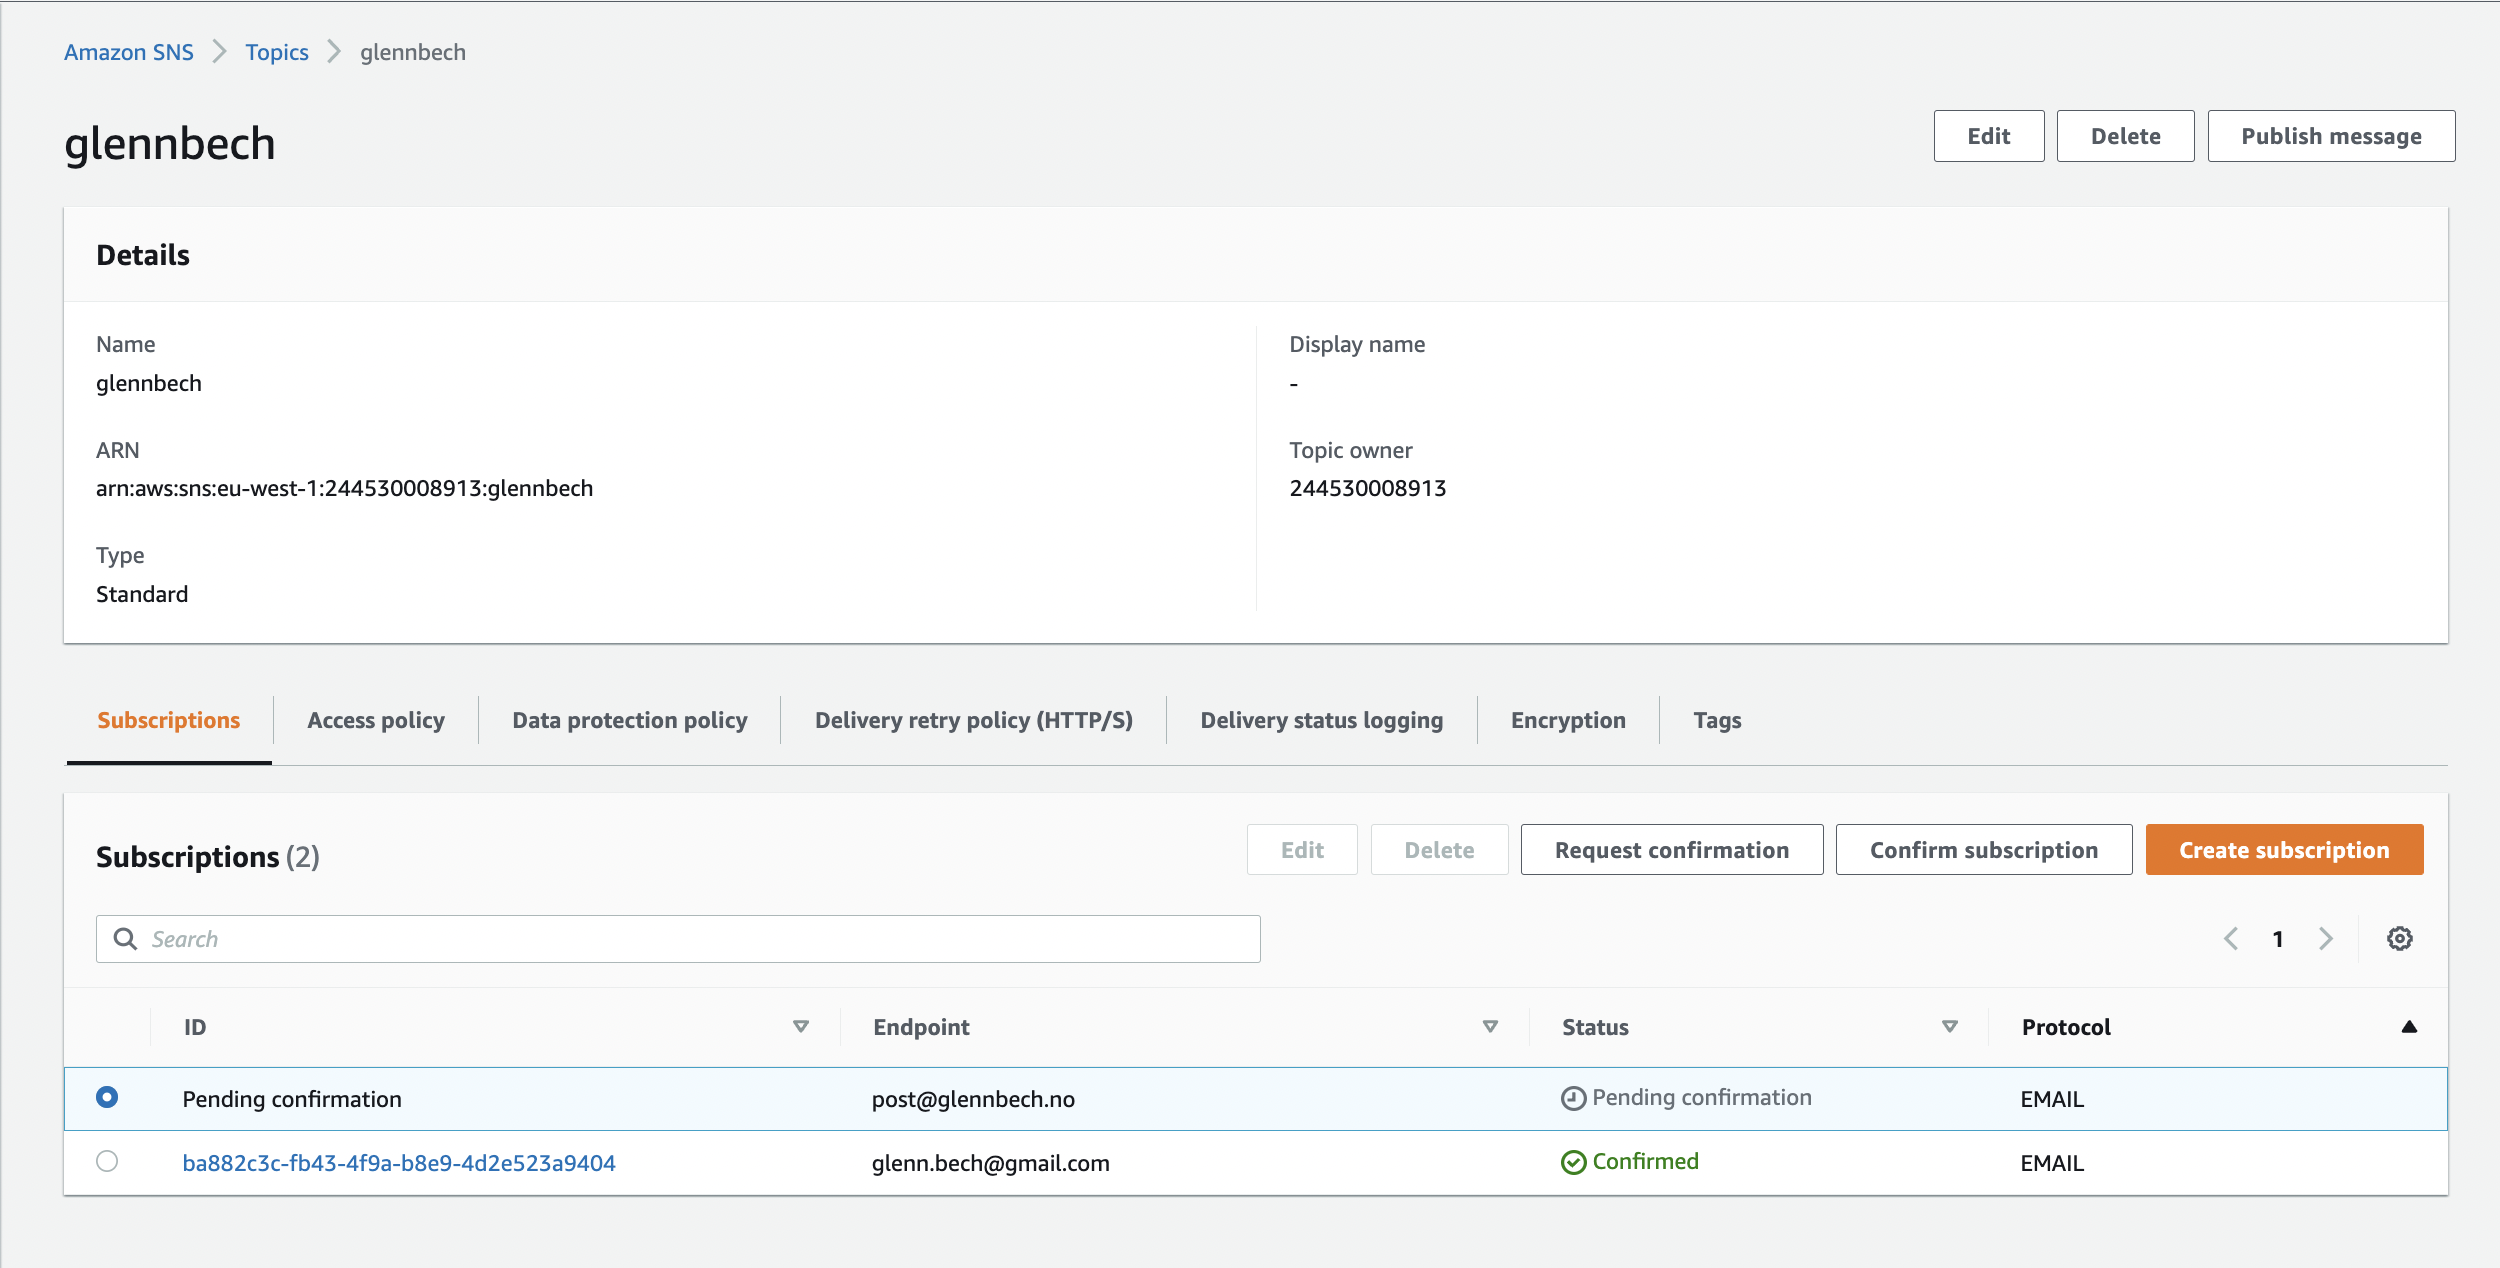 Amazon SNS > Topics > glennbech
glennbech
Edit Delete Publish message
Details
Name Display name
glennbech -
ARN Topic owner
arn:aws:sns:eu-west-1:244530008913:glennbech 244530008913
Type
Standard
Subscriptions Access policy Data protection policy Delivery retry policy (HTTP/S) Delivery status logging Encryption Tags
Subscriptions (2) Edit Delete Request confirmation Confirm subscription Create subscription
Search 1
ID Endpoint Status Protocol
Pending confirmation post@glennbech.no Pending confirmation EMAIL
ba882c3c-fb43-4f9a-b8e9-4d2e523a9404 glenn.bech@gmail.com Confirmed EMAIL